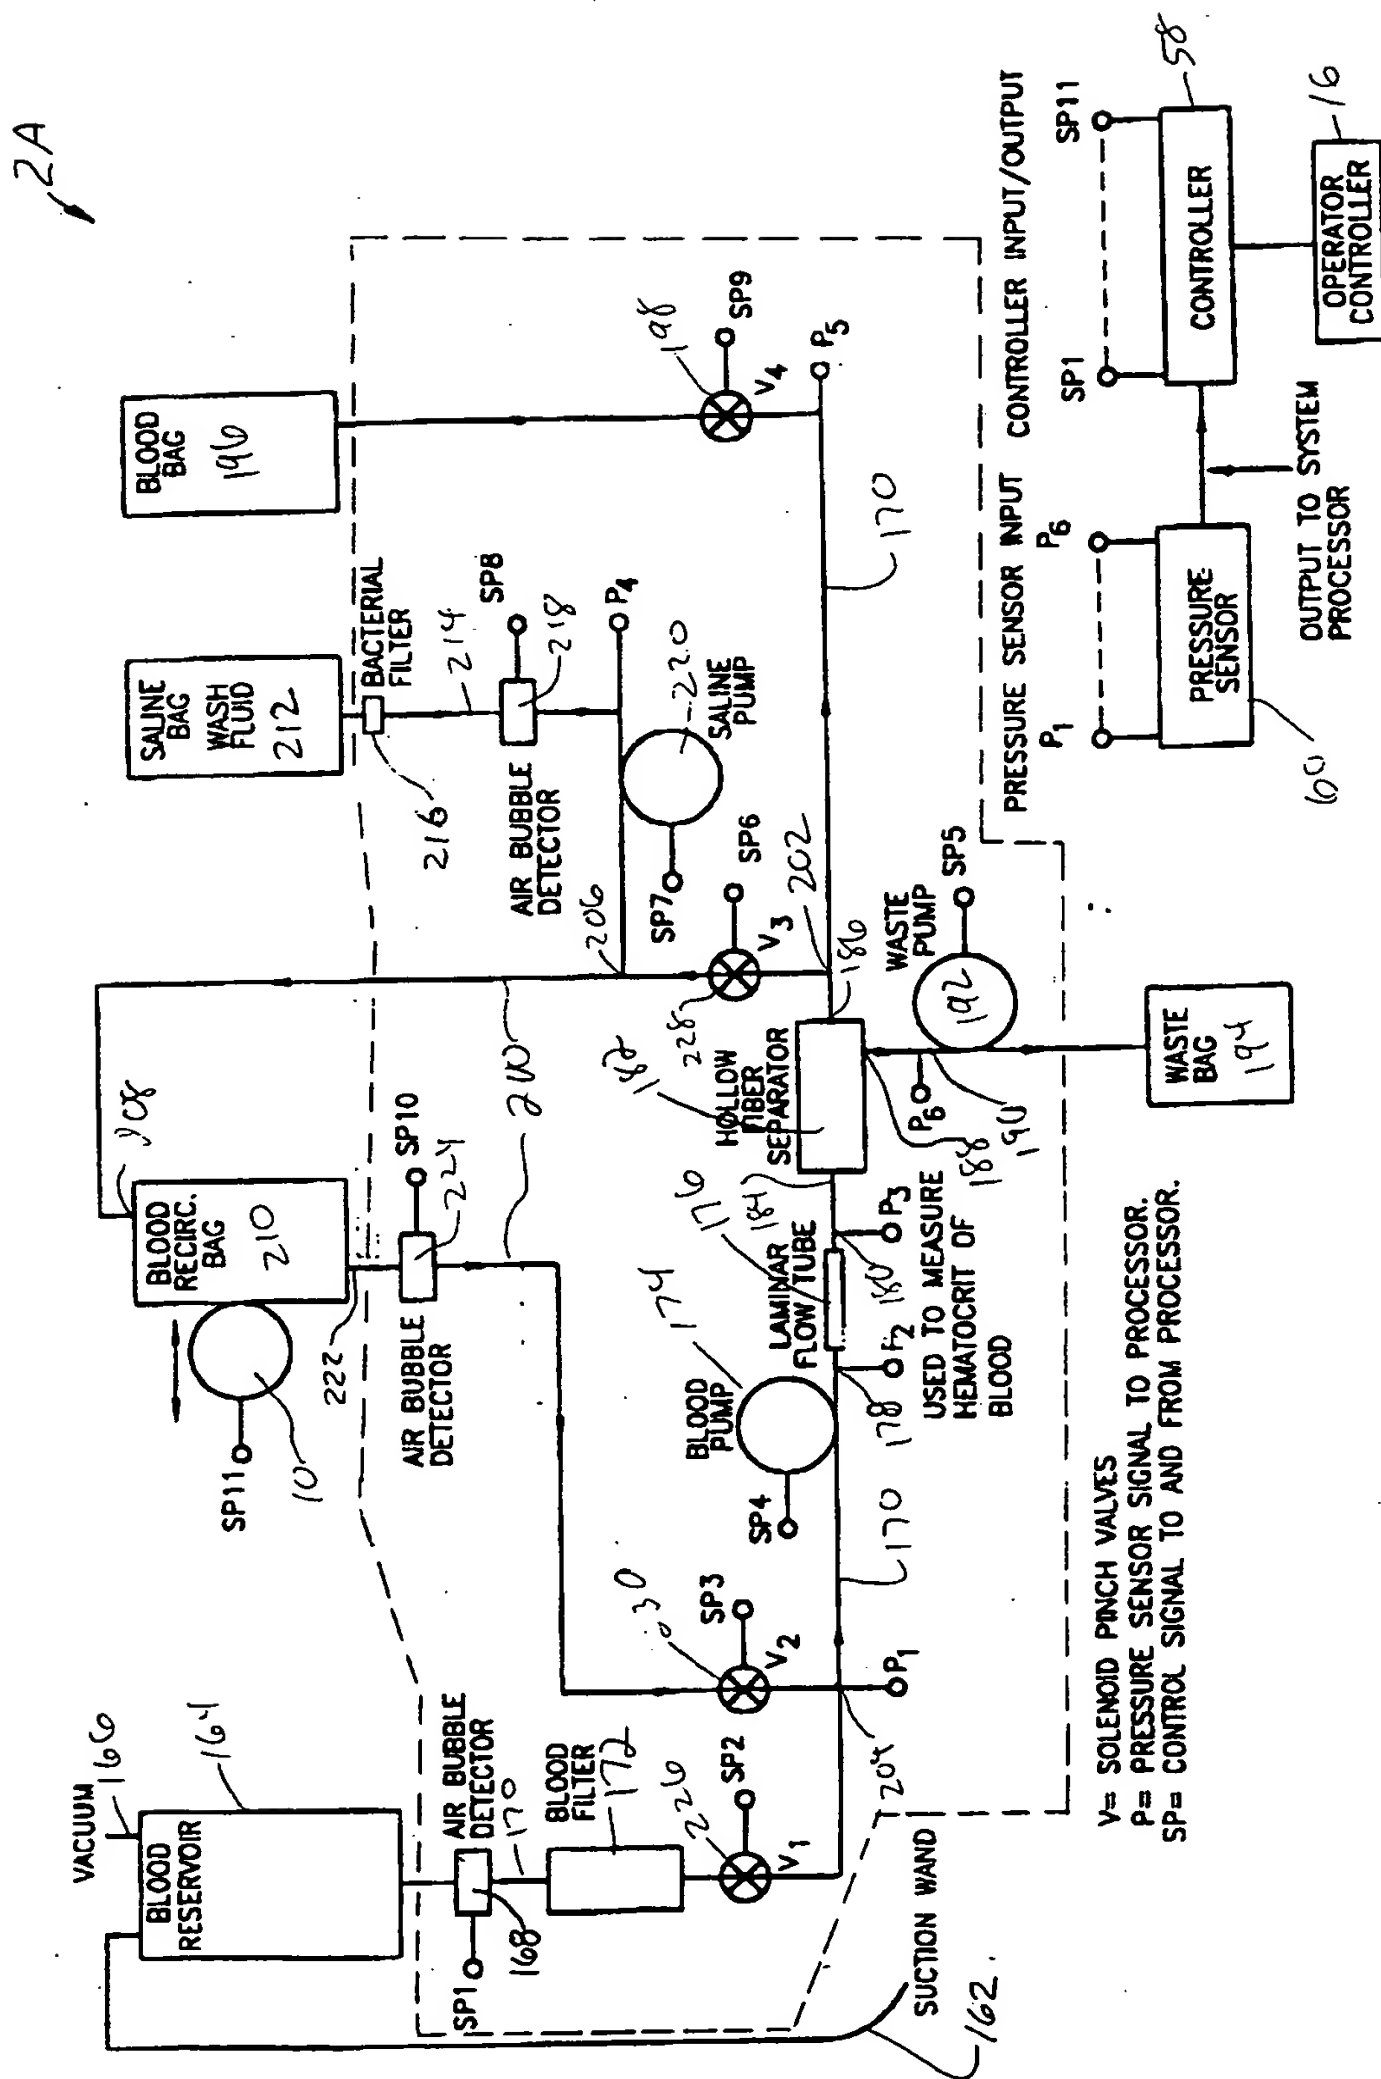 2A
VACUUM
166
BLOOD
RESERVOIR
164
SP1
168
AIR BUBBLE
DETECTOR
170
BLOOD
FILTER
172
226
SP2
V1
SUCTION WAND
162.
SP11
10
BLOOD
RECIRC.
BAG
210
208
222
AIR BUBBLE
DETECTOR
SP10
224
200
SP3
V2
P1
204
170
SP4
BLOOD
PUMP
174
LAMINAR
FLOW TUBE
176
178
180
P3
184
USED TO MEASURE
HEMATOCRIT OF
BLOOD
HOLLOW
FIBER
SEPARATOR
182
186
188
190
P6
WASTE
PUMP
192
SP5
WASTE
BAG
194
228
V3
SP6
202
206
SALINE
BAG
WASH
FLUID
212
BACTERIAL
FILTER
216
214
AIR BUBBLE
DETECTOR
SP8
218
P4
SP7
SALINE
PUMP
220
BLOOD
BAG
196
198
SP9
V4
P5
170
PRESSURE SENSOR INPUT
P1
P6
PRESSURE
SENSOR
60
OUTPUT TO SYSTEM
PROCESSOR
CONTROLLER INPUT/OUTPUT
SP1
SP11
CONTROLLER
58
OPERATOR
CONTROLLER
16
V= SOLENOID PINCH VALVES
P= PRESSURE SENSOR SIGNAL TO PROCESSOR.
SP= CONTROL SIGNAL TO AND FROM PROCESSOR.